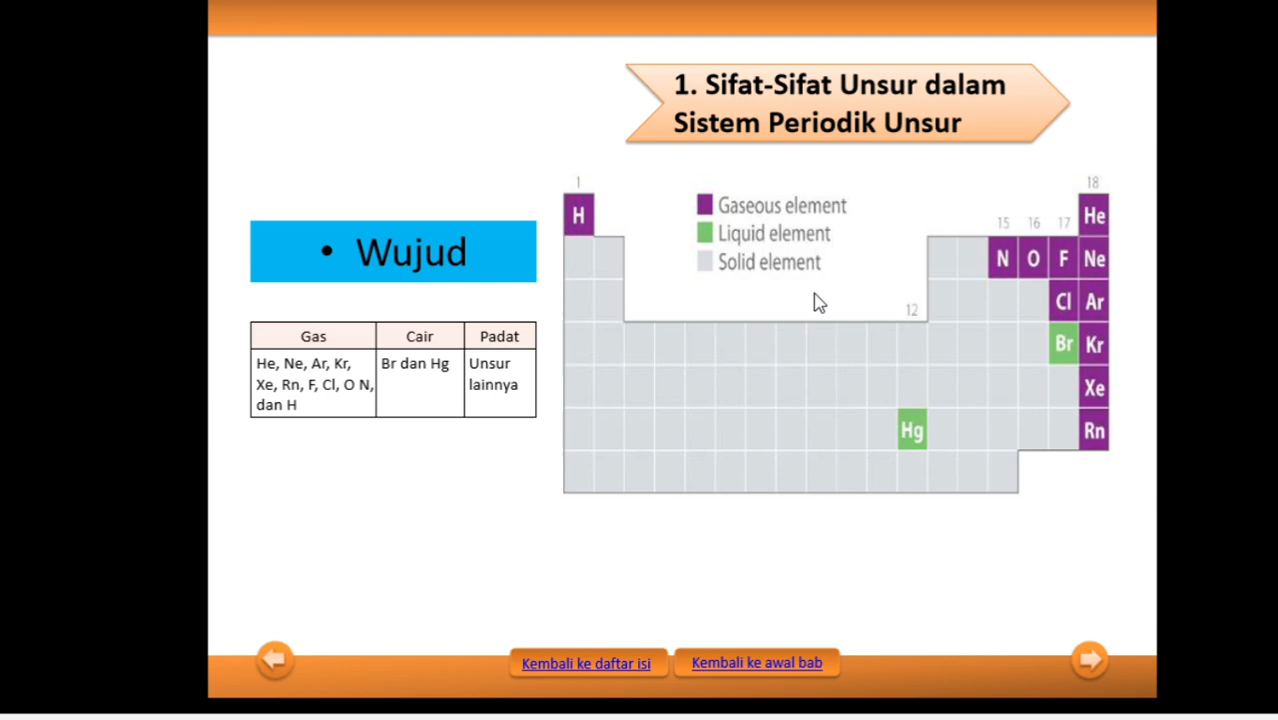 1. Sifat-Sifat Unsur dalam
Sistem Periodik Unsur
• Wujud
Gas Cair Padat
He, Ne, Ar, Kr, Br dan Hg Unsur
Xe, Rn, F, Cl, O N, lainnya
dan H
1 18
H Gaseous element 15 16 17 He
Liquid element
Solid element N O F Ne
12 Cl Ar
Br Kr
Xe
Hg Rn
Kembali ke daftar isi Kembali ke awal bab